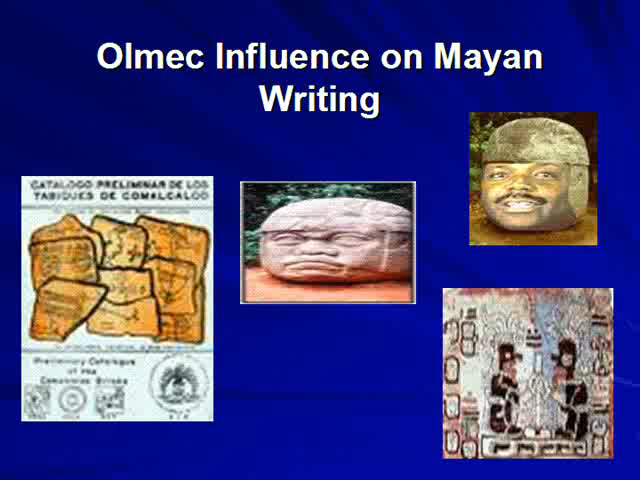 Olmec Influence on Mayan
Writing
CATALOGO PRELIMINAR DE LOS
TABIQUES DE COMALCALCO
Preliminary Catalogue
of the
Comalcalco Bricks